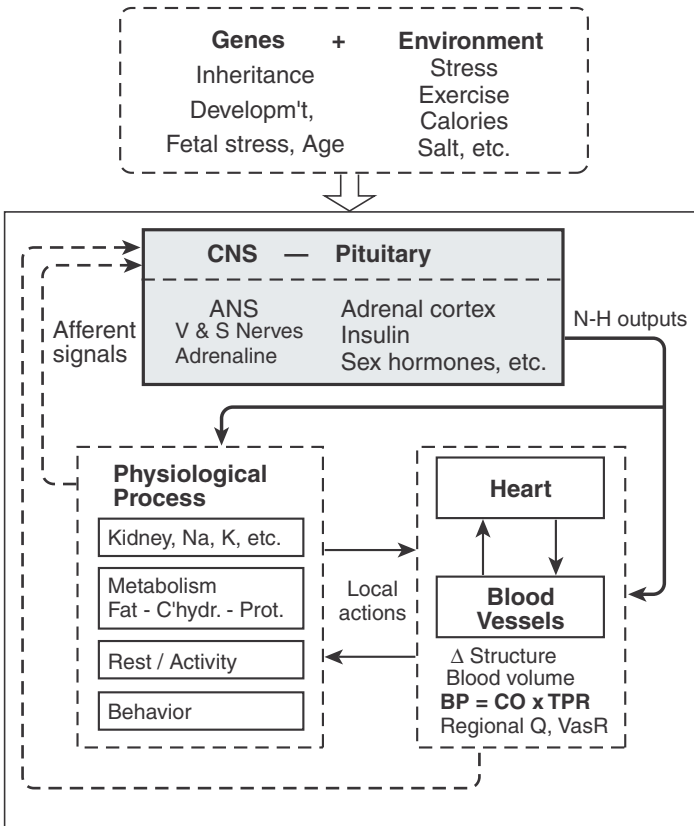 Genes + Environment
Inheritance
Developm't,
Fetal stress, Age
Stress
Exercise
Calories
Salt, etc.
CNS — Pituitary
ANS
V & S Nerves
Adrenaline
Adrenal cortex
Insulin
Sex hormones, etc.
Afferent
signals
N-H outputs
Physiological
Process
Kidney, Na, K, etc.
Metabolism
Fat - C'hydr. - Prot.
Rest / Activity
Behavior
Local
actions
Heart
Blood
Vessels
Δ Structure
Blood volume
BP = CO x TPR
Regional Q, VasR